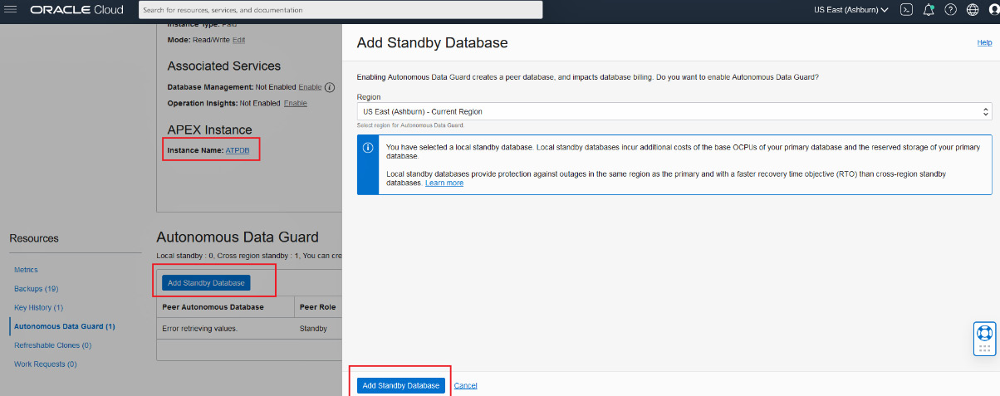 ORACLE Cloud
Search for resources, services, and documentation
US East (Ashburn)
Instance Type: Paid
Mode: Read/Write Edit
Associated Services
Database Management: Not Enabled Enable
Operation Insights: Not Enabled Enable
APEX Instance
Instance Name: ATPDB
Resources
Metrics
Backups (19)
Key History (1)
Autonomous Data Guard (1)
Refreshable Clones (0)
Work Requests (0)
Autonomous Data Guard
Local standby : 0, Cross region standby : 1, You can cre
Add Standby Database
Peer Autonomous Database Peer Role
Error retrieving values. Standby
Add Standby Database
Help
Enabling Autonomous Data Guard creates a peer database, and impacts database billing. Do you want to enable Autonomous Data Guard?
Region
US East (Ashburn) - Current Region
Select region for Autonomous Data Guard.
You have selected a local standby database. Local standby databases incur additional costs of the base OCPUs of your primary database and the reserved storage of your primary
database.
Local standby databases provide protection against outages in the same region as the primary and with a faster recovery time objective (RTO) than cross-region standby
databases. Learn more
Add Standby Database Cancel